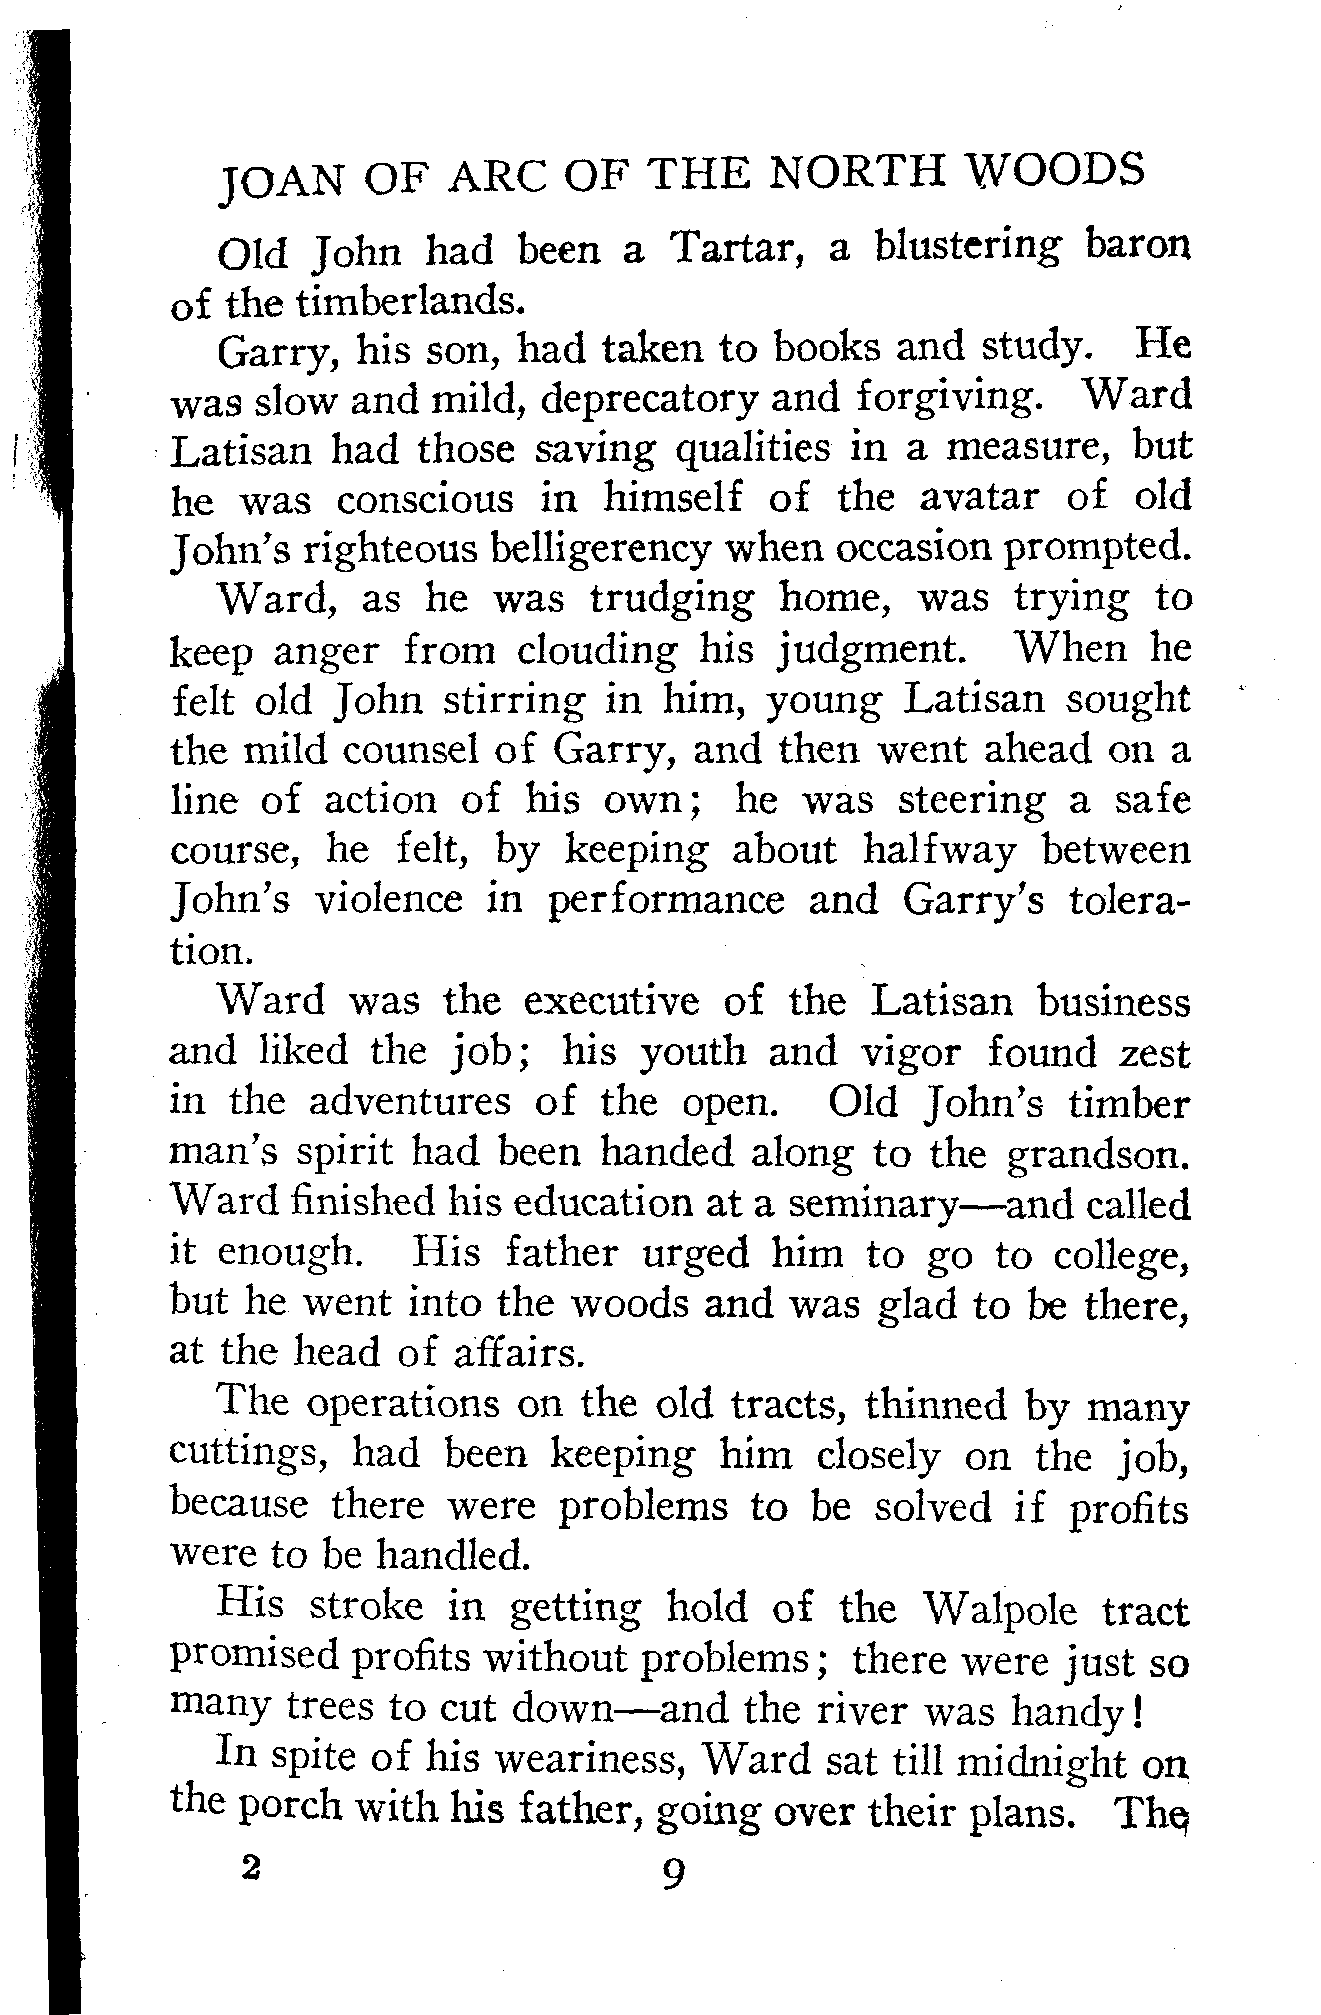 JOAN OF ARC OF THE NORTH WOODS
Old John had been a Tartar, a blustering baron
of the timberlands.
Garry, his son, had taken to books and study. He
was slow and mild, deprecatory and forgiving. Ward
Latisan had those saving qualities in a measure, but
he was conscious in himself of the avatar of old
John's righteous belligerency when occasion prompted.
Ward, as he was trudging home, was trying to
keep anger from clouding his judgment. When he
felt old John stirring in him, young Latisan sought
the mild counsel of Garry, and then went ahead on a
line of action of his own; he was steering a safe
course, he felt, by keeping about halfway between
John's violence in performance and Garry's tolera-
tion.
Ward was the executive of the Latisan business
and liked the job; his youth and vigor found zest
in the adventures of the open. Old John's timber
man's spirit had been handed along to the grandson.
Ward finished his education at a seminary—and called
it enough. His father urged him to go to college,
but he went into the woods and was glad to be there,
at the head of affairs.
The operations on the old tracts, thinned by many
cuttings, had been keeping him closely on the job,
because there were problems to be solved if profits
were to be handled.
His stroke in getting hold of the Walpole tract
promised profits without problems; there were just so
many trees to cut down—and the river was handy!
In spite of his weariness, Ward sat till midnight on
the porch with his father, going over their plans. The
2 9